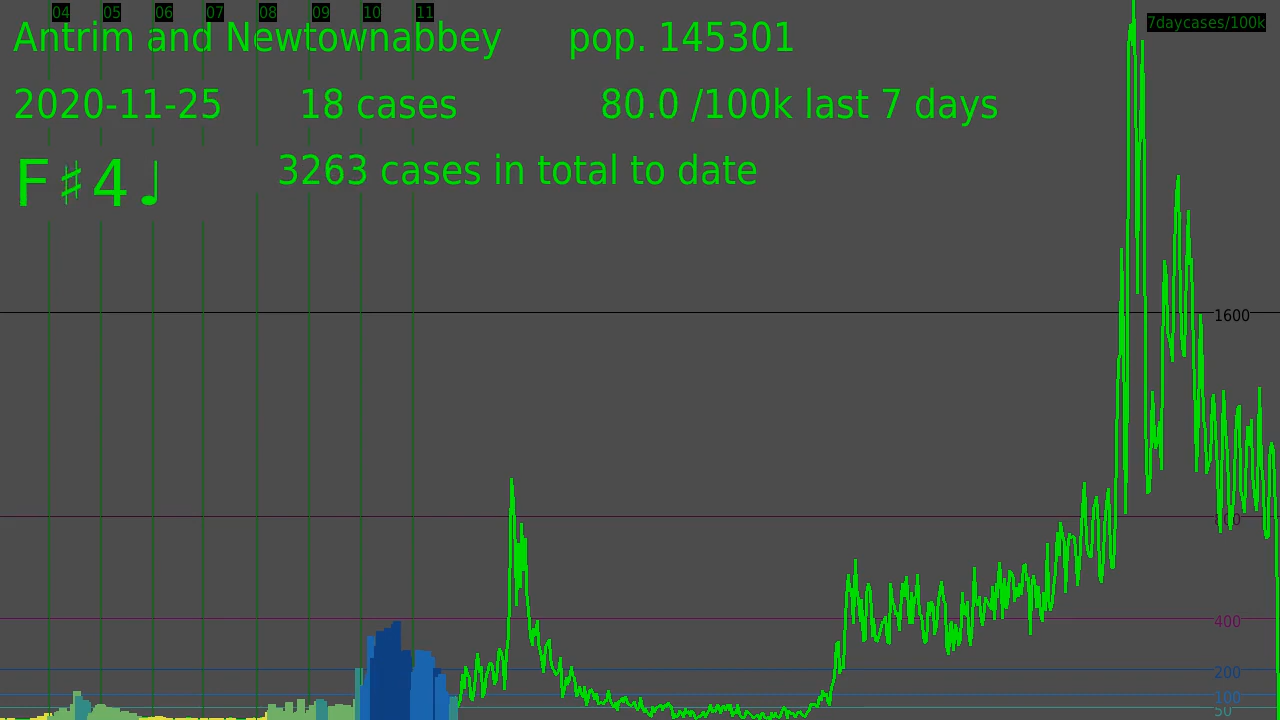 04 05 06 07 08 09 10 11
Antrim and Newtownabbey pop. 145301
7daycases/100k
2020-11-25 18 cases 80.0 /100k last 7 days
F♯4♩ 3263 cases in total to date
1600
800
400
200
100
50